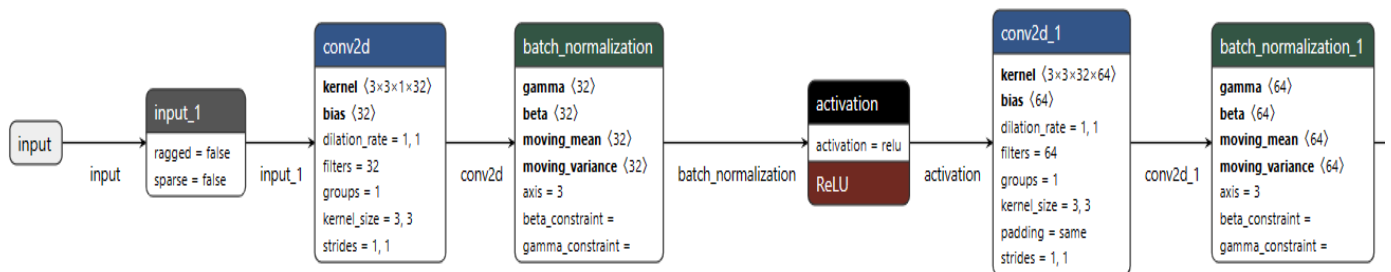 input
input
input_1
ragged = false
sparse = false
input_1
conv2d
kernel ⟨3×3×1×32⟩
bias ⟨32⟩
dilation_rate = 1, 1
filters = 32
groups = 1
kernel_size = 3, 3
strides = 1, 1
conv2d
batch_normalization
gamma ⟨32⟩
beta ⟨32⟩
moving_mean ⟨32⟩
moving_variance ⟨32⟩
axis = 3
beta_constraint =
gamma_constraint =
batch_normalization
activation
activation = relu
ReLU
activation
conv2d_1
kernel ⟨3×3×32×64⟩
bias ⟨64⟩
dilation_rate = 1, 1
filters = 64
groups = 1
kernel_size = 3, 3
padding = same
strides = 1, 1
conv2d_1
batch_normalization_1
gamma ⟨64⟩
beta ⟨64⟩
moving_mean ⟨64⟩
moving_variance ⟨64⟩
axis = 3
beta_constraint =
gamma_constraint =